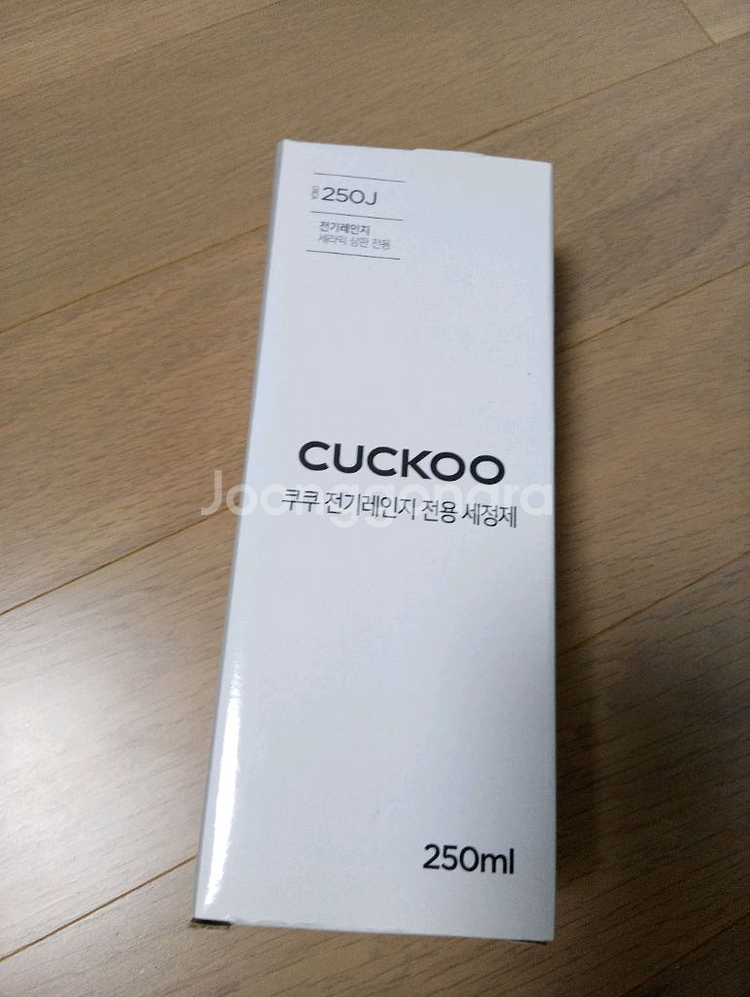 250J
전기레인지
세라믹 상판 전용
CUCKOO
Joonggonara
쿠쿠 전기레인지 전용 세정제
250ml